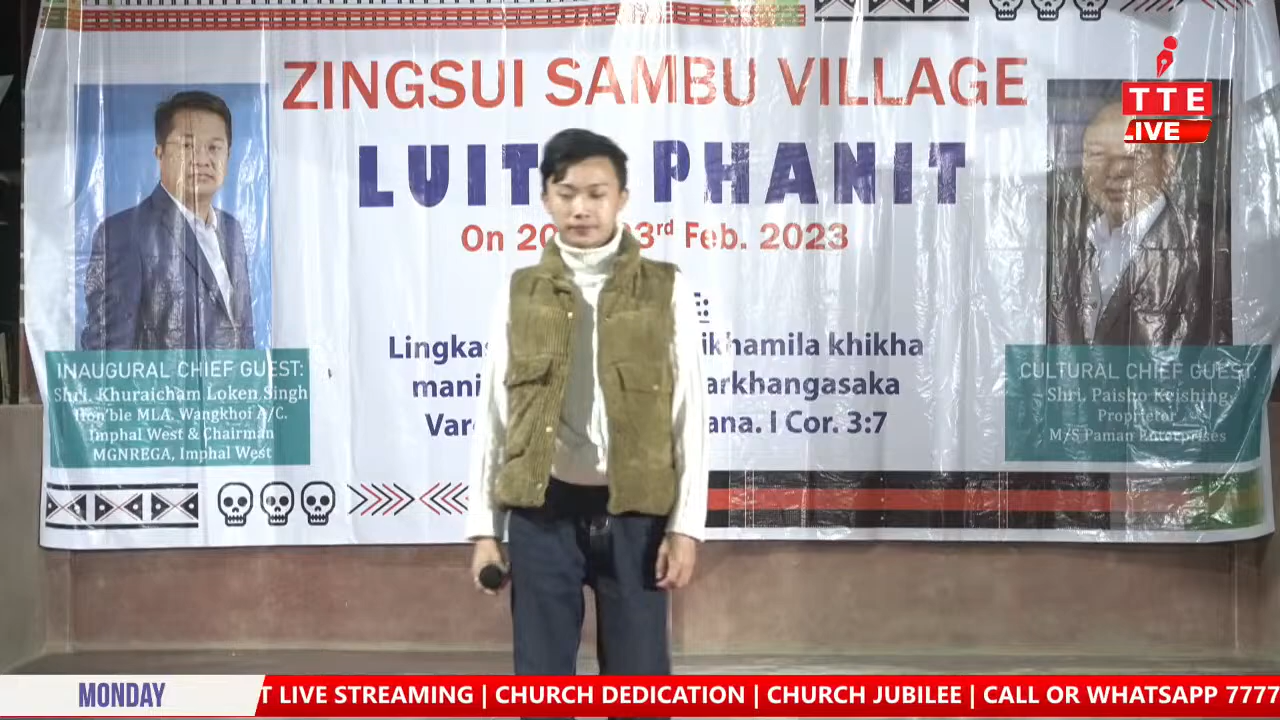 ZINGSUI SAMBU VILLAGE
LUIT PHANIT
On 20 3rd Feb. 2023
Lingkas ikhamila khikha
mani arkhangasaka
Var ana. I Cor. 3:7
INAUGURAL CHIEF GUEST:
Shri. Khuraicham Loken Singh
Hon'ble MLA. Wangkhoi A/C.
Imphal West & Chairman
MGNREGA, Imphal West
CULTURAL CHIEF GUEST:
Shri. Paisho Keishing,
Proprietor
M/S Paman Enterprises
TTE
LIVE
MONDAY
T LIVE STREAMING | CHURCH DEDICATION | CHURCH JUBILEE | CALL OR WHATSAPP 7777